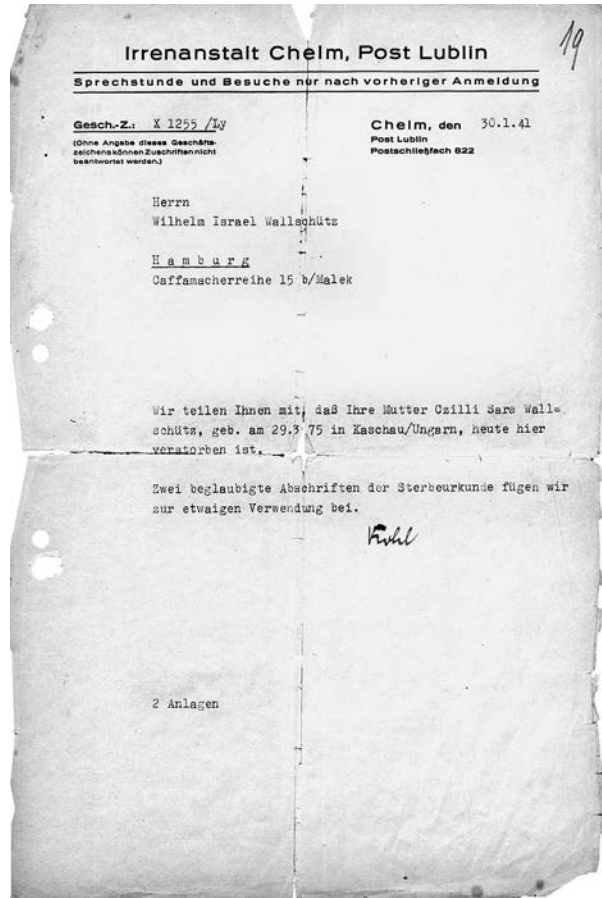 19
Irrenanstalt Chelm, Post Lublin
Sprechstunde und Besuche nur nach vorheriger Anmeldung
Gesch.-Z.: X 1255 /Ly
(Ohne Angabe dieses Geschäfts-
zeichens können Zuschriften nicht
beantwortet werden.)
Chelm, den 30.1.41
Post Lublin
Postschließfach 822
Herrn
Wilhelm Israel Wallschütz
Hamburg
Caffamacherreihe 15 b/Malek
Wir teilen Ihnen mit, daß Ihre Mutter Czilli Sara Wall=
schütz, geb. am 29.3 75 in Kaschau/Ungarn, heute hier
verstorben ist.
Zwei beglaubigte Abschriften der Sterbeurkunde fügen wir
zur etwaigen Verwendung bei.
Kohl
2 Anlagen